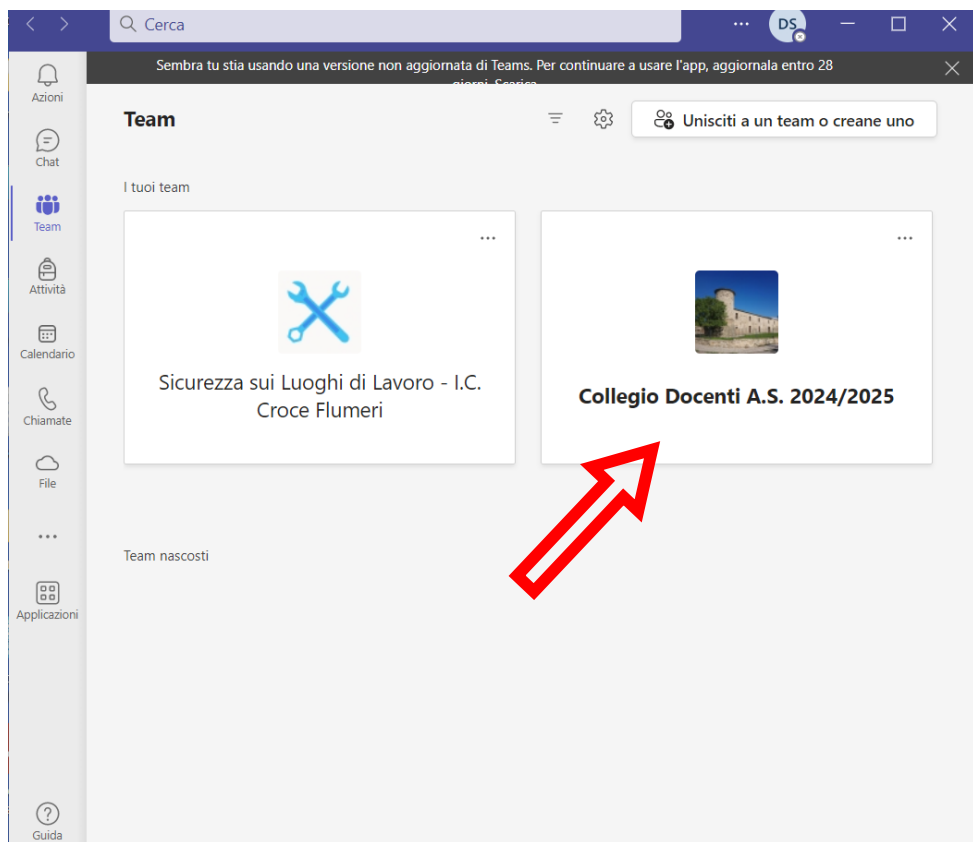 Cerca
...
DS
Sembra tu stia usando una versione non aggiornata di Teams. Per continuare a usare l'app, aggiornala entro 28
giorni. Scarica
Azioni
Chat
Team
Attività
Calendario
Chiamate
File
...
Applicazioni
Guida
Team
Unisciti a un team o creane uno
I tuoi team
...
Sicurezza sui Luoghi di Lavoro - I.C.
Croce Flumeri
...
Collegio Docenti A.S. 2024/2025
Team nascosti